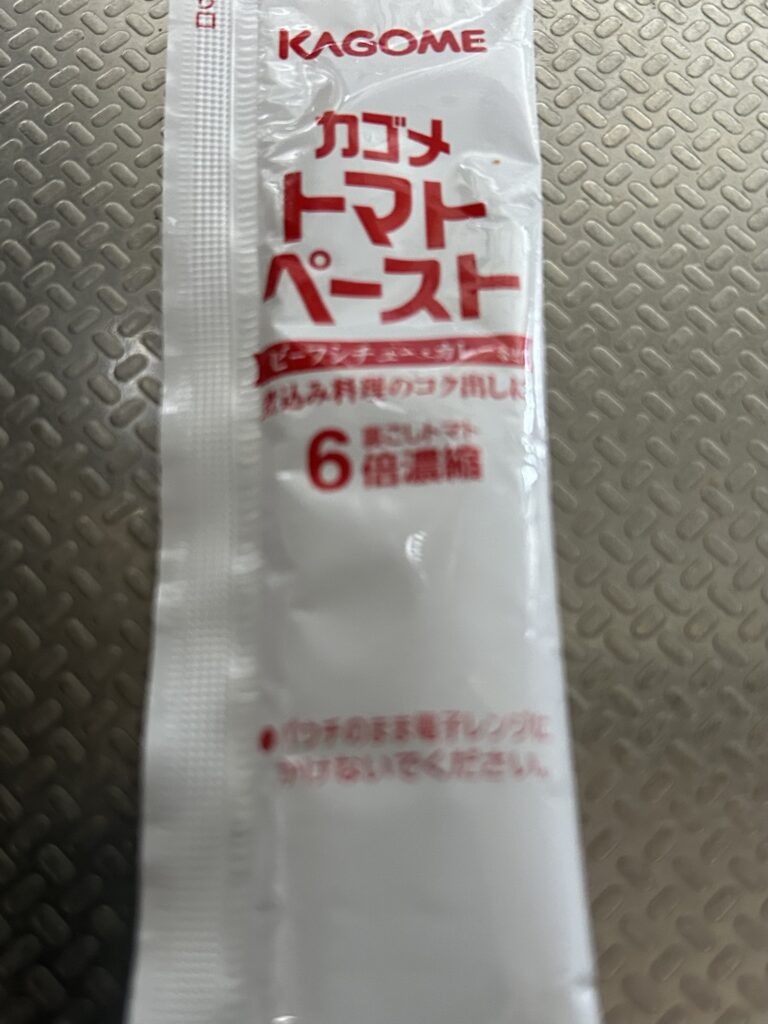 KAGOME
カゴメ
トマト
ペースト
ビーフシチュー・カレー
煮込み料理のコク出しに
裏ごしトマト
6倍濃縮
●パウチのまま電子レンジに
かけないでください。